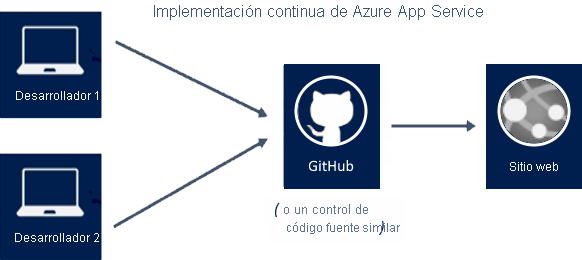 Implementación continua de Azure App Service
Desarrollador 1
GitHub
Sitio web
Desarrollador 2
( o un control de
código fuente similar)